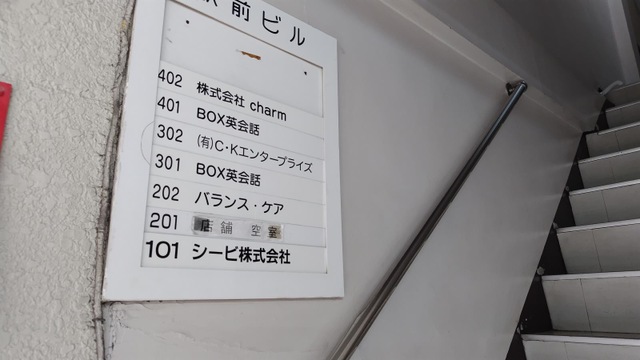 駅前ビル
402 株式会社 charm
401 BOX英会話
302 (有)C・Kエンタープライズ
301 BOX英会話
202 バランス・ケア
201 店舗 空室
101 シービ株式会社